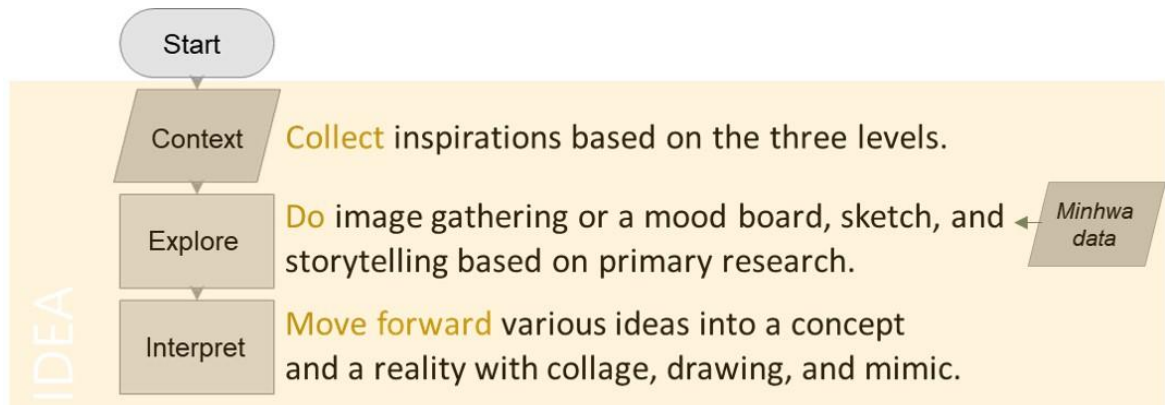 Start
Context
Collect inspirations based on the three levels.
Explore
Do image gathering or a mood board, sketch, and
storytelling based on primary research.
Minhwa
data
Interpret
Move forward various ideas into a concept
and a reality with collage, drawing, and mimic.
IDEA